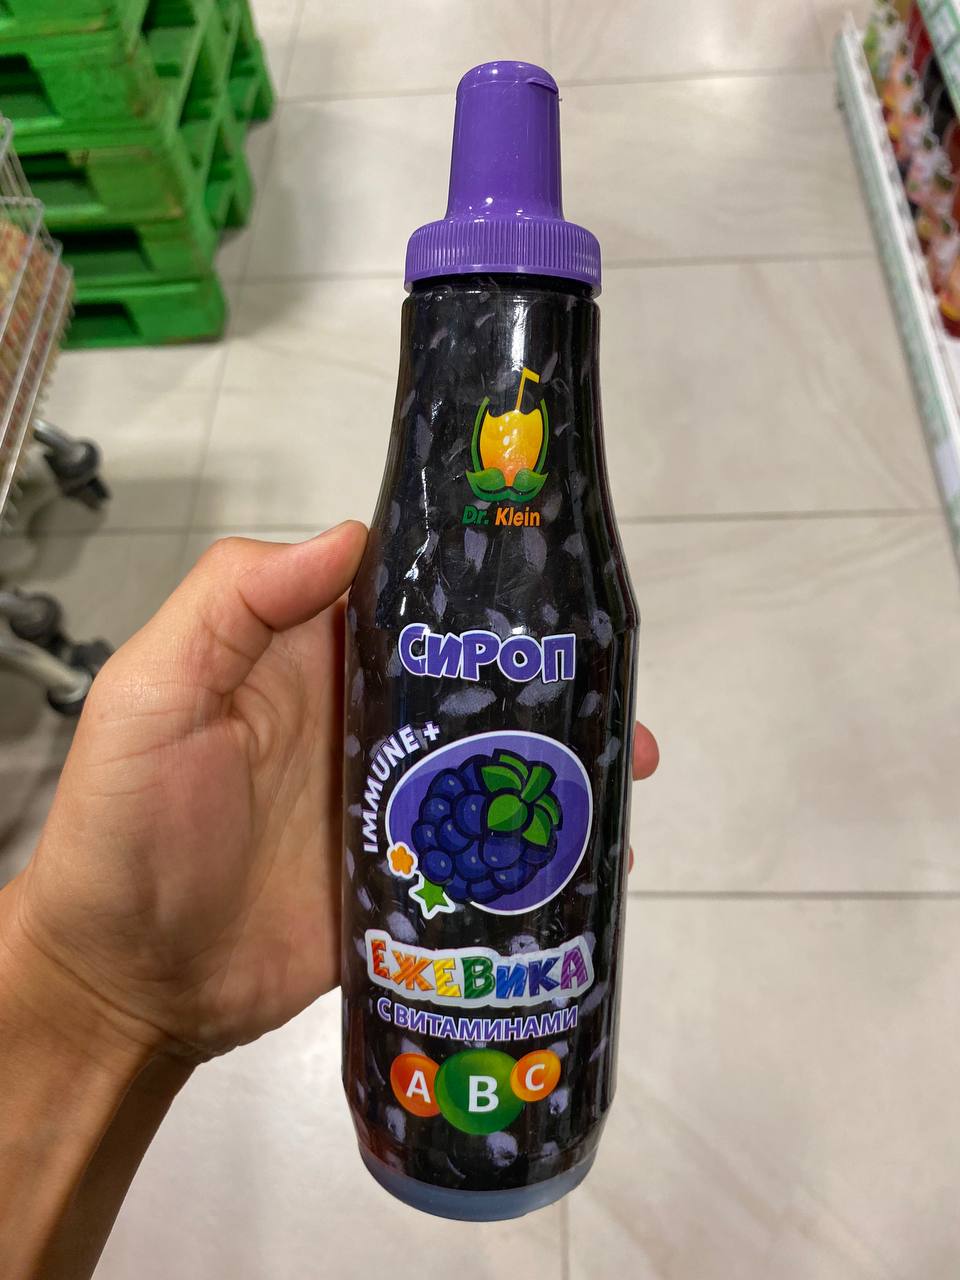 Dr. Klein
СИРОП
IMMUNE+
ЕЖЕВИКА
С ВИТАМИНАМИ
A B C